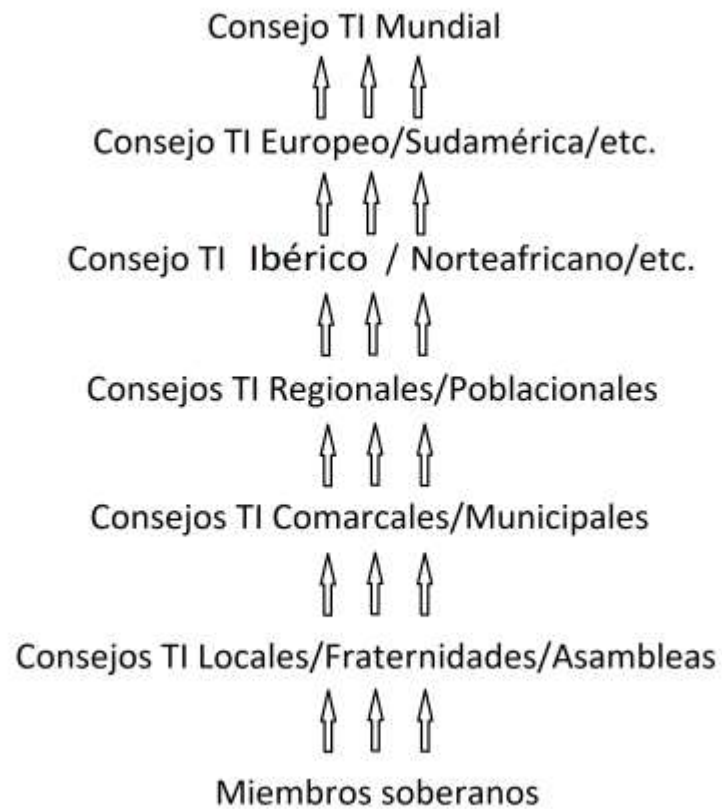 Consejo TI Mundial
Consejo TI Europeo/Sudamérica/etc.
Consejo TI Ibérico / Norteafricano/etc.
Consejos TI Regionales/Poblacionales
Consejos TI Comarcales/Municipales
Consejos TI Locales/Fraternidades/Asambleas
Miembros soberanos